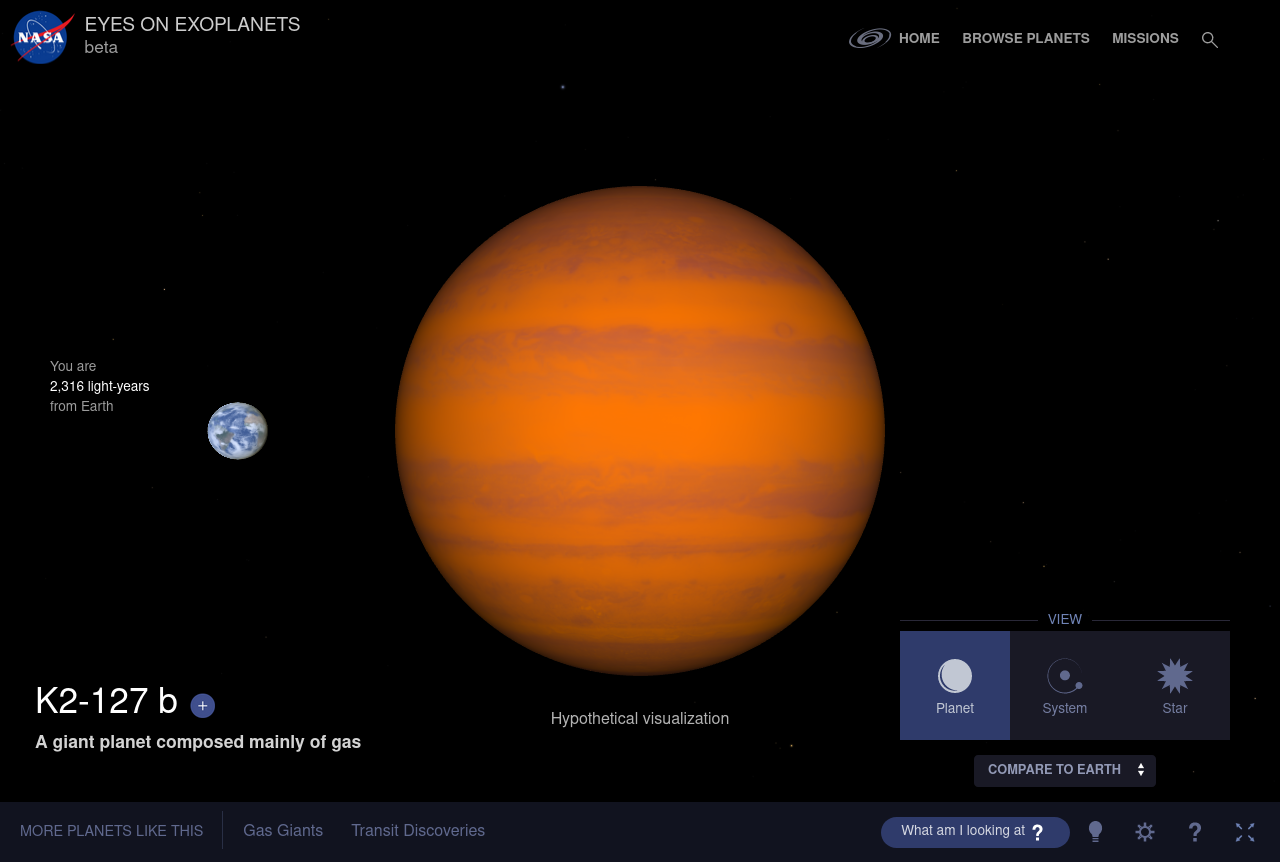 NASA
EYES ON EXOPLANETS
beta
HOME
BROWSE PLANETS
MISSIONS
You are
2,316 light-years
from Earth
K2-127 b
+
A giant planet composed mainly of gas
Hypothetical visualization
VIEW
Planet
System
Star
COMPARE TO EARTH
MORE PLANETS LIKE THIS
Gas Giants
Transit Discoveries
What am I looking at ?
?